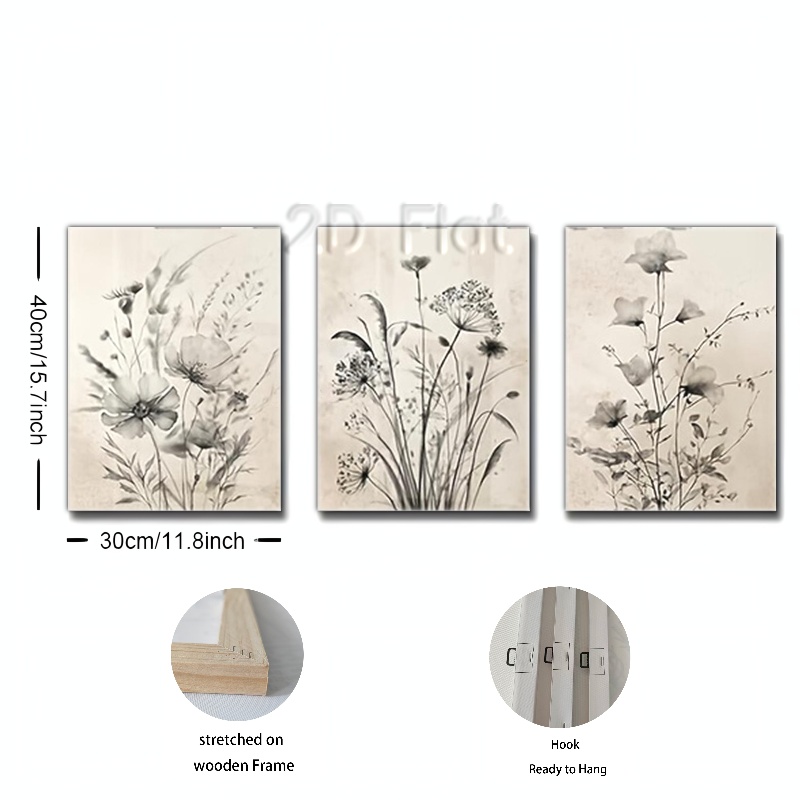 2D Flat
40cm/15.7inch
30cm/11.8inch
stretched on
wooden Frame
Hook
Ready to Hang